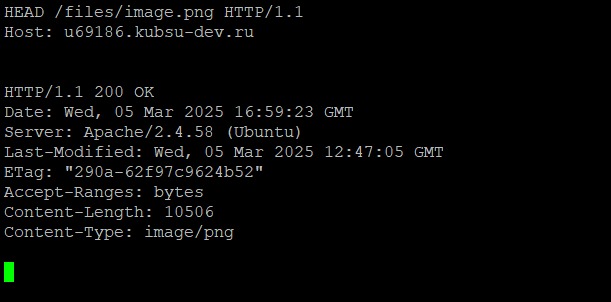 HEAD /files/image.png HTTP/1.1
Host: u69186.kubsu-dev.ru
HTTP/1.1 200 OK
Date: Wed, 05 Mar 2025 16:59:23 GMT
Server: Apache/2.4.58 (Ubuntu)
Last-Modified: Wed, 05 Mar 2025 12:47:05 GMT
ETag: "290a-62f97c9624b52"
Accept-Ranges: bytes
Content-Length: 10506
Content-Type: image/png